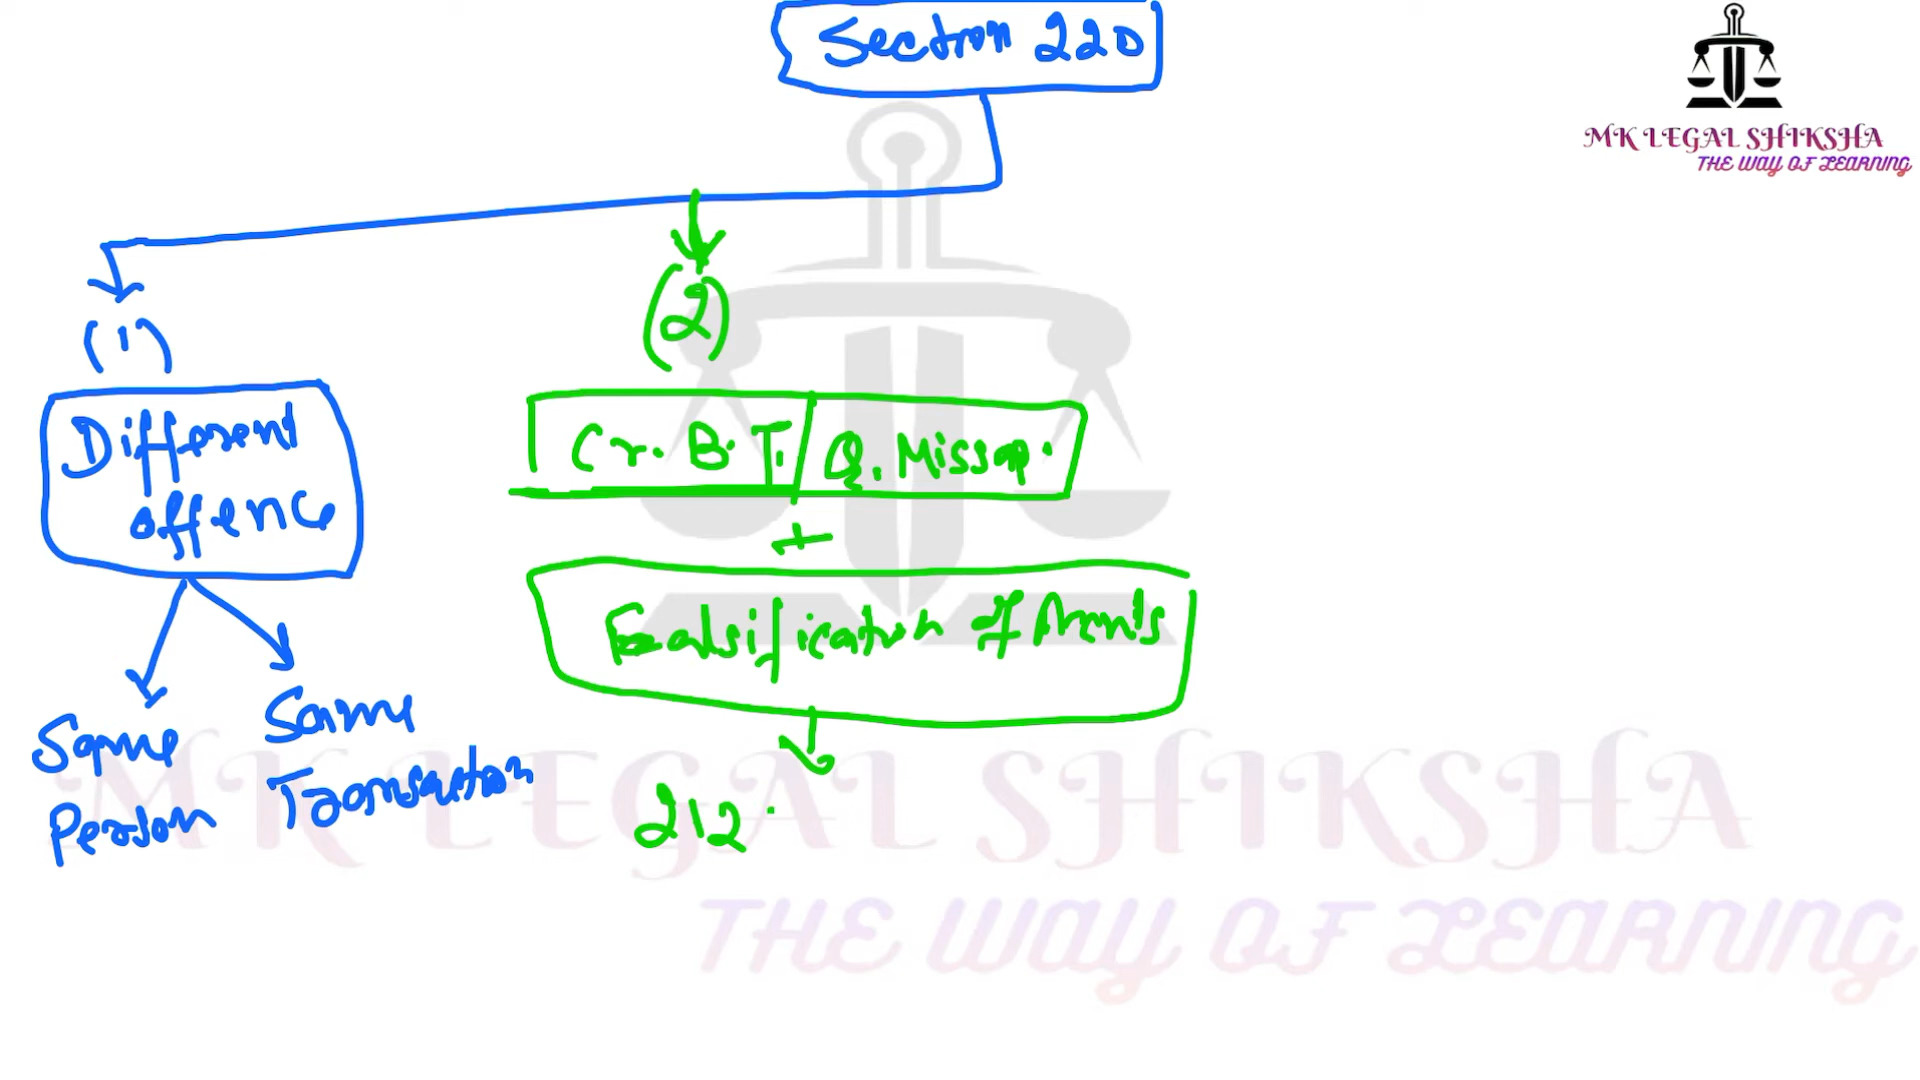 Section 220
MK LEGAL SHIKSHA
THE WAY OF LEARNING
(1)
(2)
Different
offence
Cr. B. T. D. Missap.
+
Falsification of
Same
Person
Same
Transaction
212
MK LEGAL SHIKSHA
THE WAY OF LEARNING